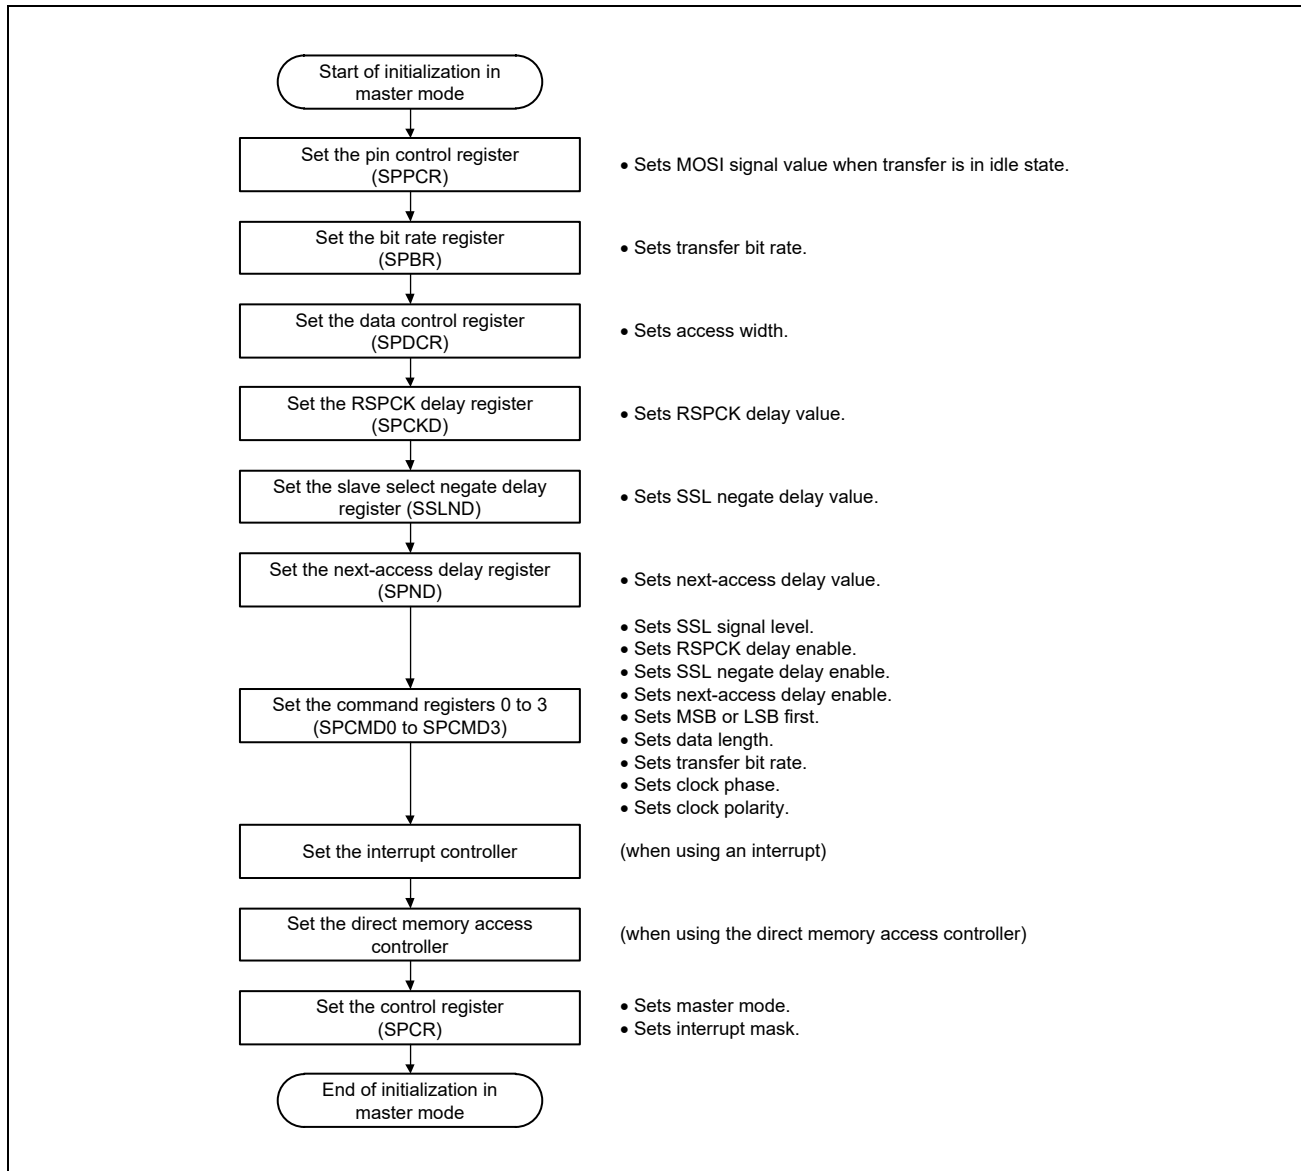 Start of initialization in
master mode
Set the pin control register
(SPPCR)
• Sets MOSI signal value when transfer is in idle state.
Set the bit rate register
(SPBR)
• Sets transfer bit rate.
Set the data control register
(SPDCR)
• Sets access width.
Set the RSPCK delay register
(SPCKD)
• Sets RSPCK delay value.
Set the slave select negate delay
register (SSLND)
• Sets SSL negate delay value.
Set the next-access delay register
(SPND)
• Sets next-access delay value.
Set the command registers 0 to 3
(SPCMD0 to SPCMD3)
• Sets SSL signal level.
• Sets RSPCK delay enable.
• Sets SSL negate delay enable.
• Sets next-access delay enable.
• Sets MSB or LSB first.
• Sets data length.
• Sets transfer bit rate.
• Sets clock phase.
• Sets clock polarity.
Set the interrupt controller
(when using an interrupt)
Set the direct memory access
controller
(when using the direct memory access controller)
Set the control register
(SPCR)
• Sets master mode.
• Sets interrupt mask.
End of initialization in
master mode